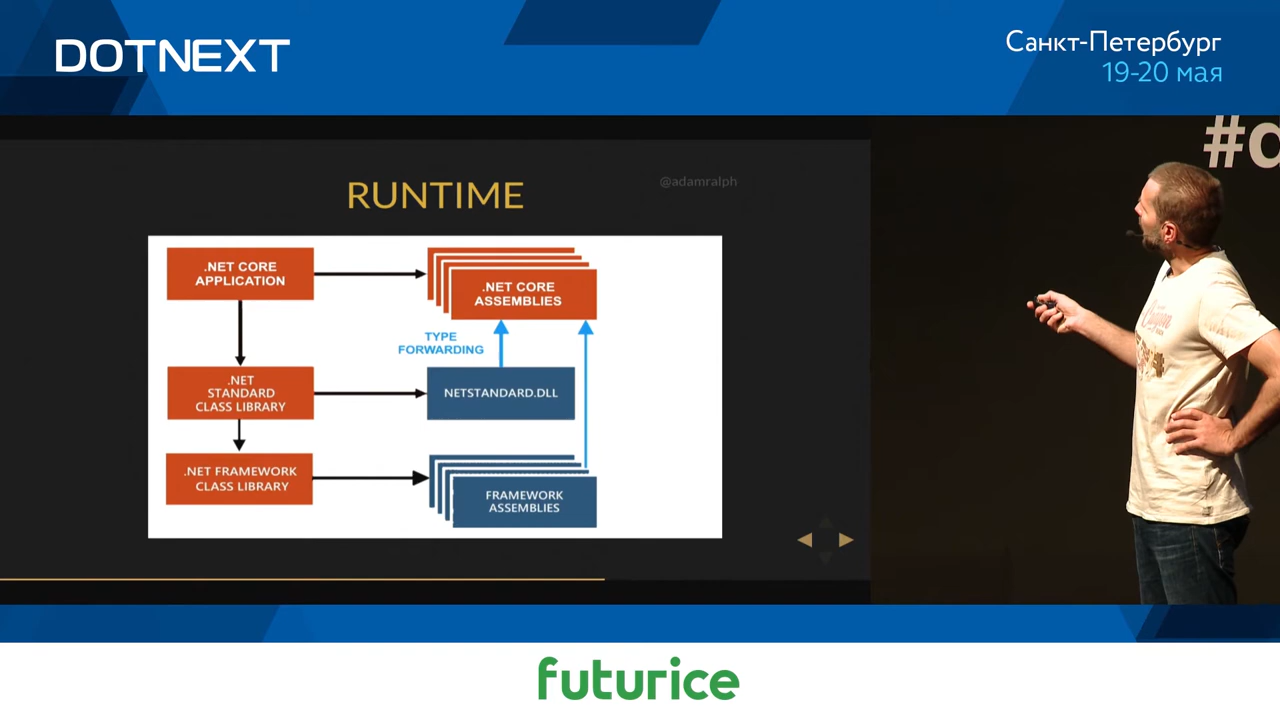 DOTNEXT
Санкт-Петербург
19-20 мая
#
@adamralph
RUNTIME
.NET CORE
APPLICATION
.NET CORE
ASSEMBLIES
TYPE
FORWARDING
.NET
STANDARD
CLASS LIBRARY
NETSTANDARD.DLL
.NET FRAMEWORK
CLASS LIBRARY
FRAMEWORK
ASSEMBLIES
futurice